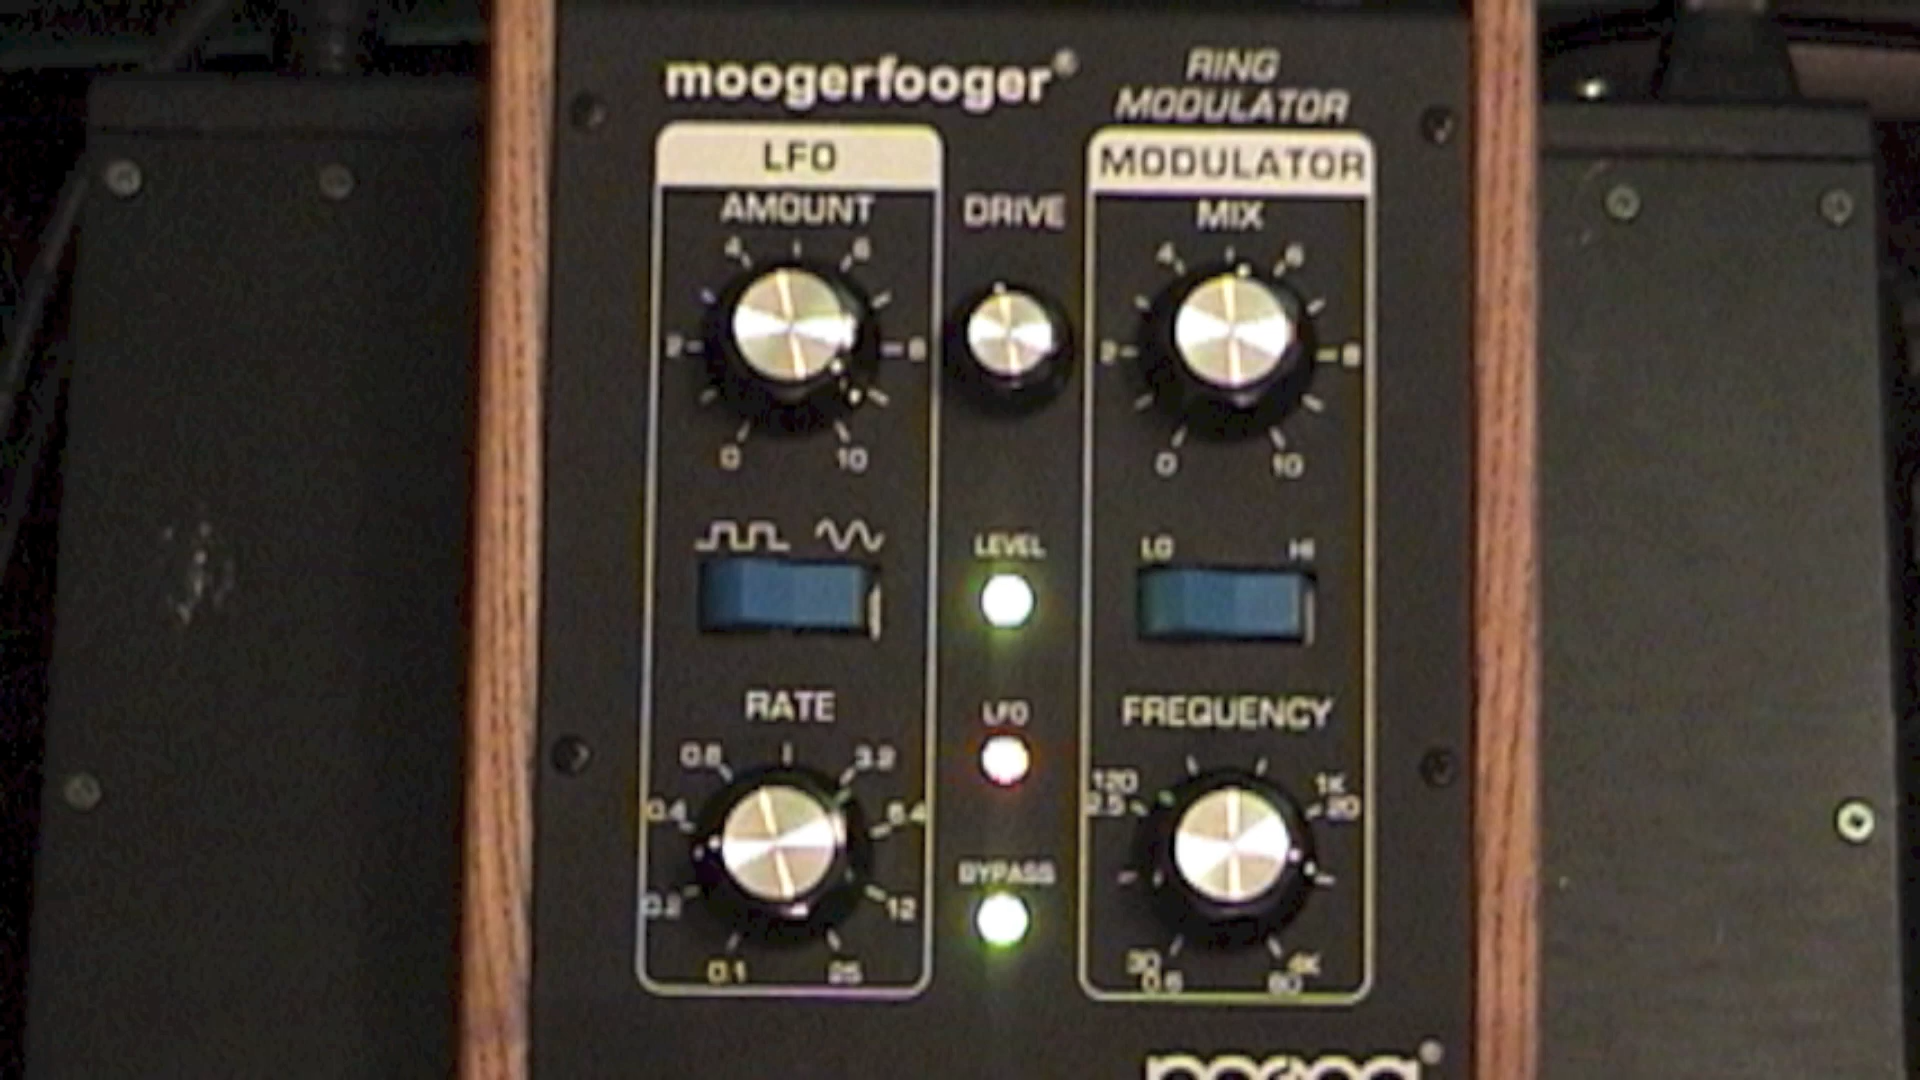 moogerfooger®
RING
MODULATOR
LFO
AMOUNT
4 6
2 8
0 10
DRIVE
MODULATOR
MIX
4 6
2 8
0 10
LEVEL
LO HI
RATE
0.8 3.2
0.4 6.4
0.2 12
0.1 25
LFO
BYPASS
FREQUENCY
120 1K
2.5 20
30 4K
0.6 80
moog®